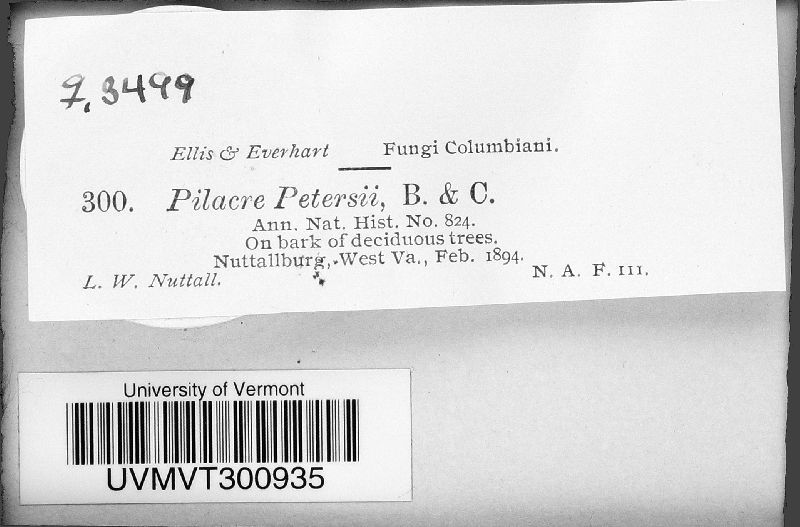 7,3499
Ellis & Everhart Fungi Columbiani.
300. Pilacre Petersii, B. & C.
Ann. Nat. Hist. No. 824.
On bark of deciduous trees.
Nuttallburg, West Va., Feb. 1894.
L. W. Nuttall. N. A. F. III.
University of Vermont
UVMVT300935